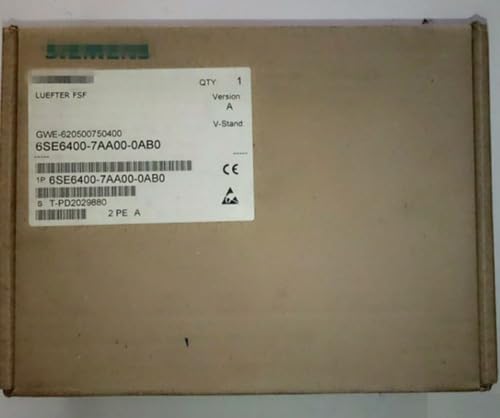 SIEMENS
QTY 1
LUEFTER FSF
Version
A
V-Stand
GWE-620500750400
6SE6400-7AA00-0AB0
-----
1P 6SE6400-7AA00-0AB0
CE
S T-PD2029880
2 PE A